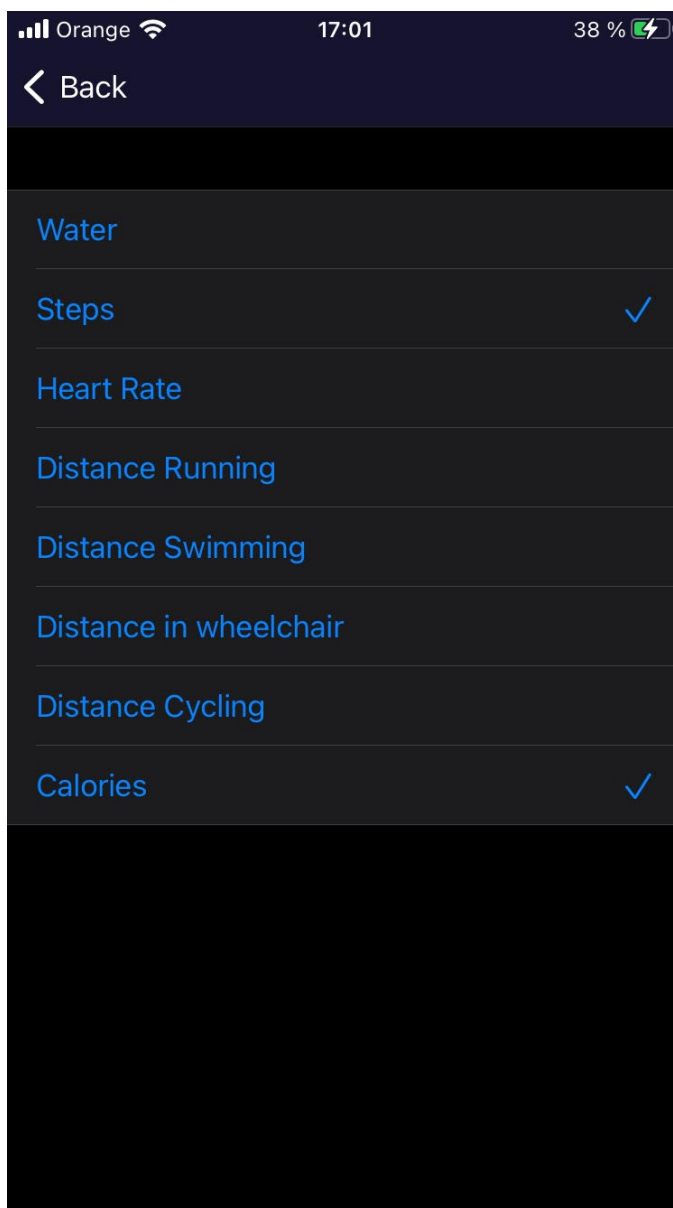 Orange 17:01 38 %
Back
Water
Steps
Heart Rate
Distance Running
Distance Swimming
Distance in wheelchair
Distance Cycling
Calories